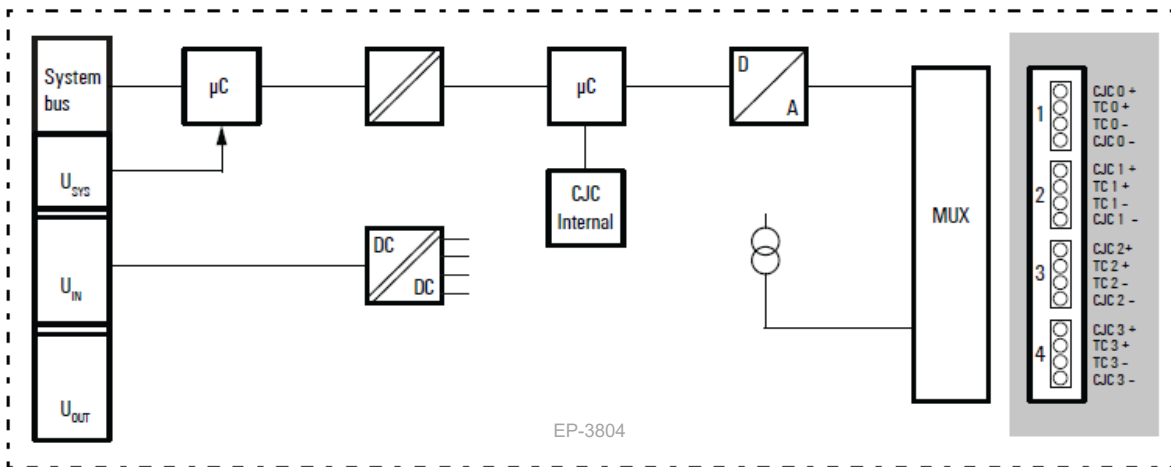 System
bus
U_SYS
U_IN
U_OUT
µC
DC
DC
µC
CJC
Internal
D
A
MUX
EP-3804
1
CJC 0 +
TC 0 +
TC 0 -
CJC 0 -
2
CJC 1 +
TC 1 +
TC 1 -
CJC 1 -
3
CJC 2+
TC 2 +
TC 2 -
CJC 2 -
4
CJC 3 +
TC 3 +
TC 3 -
CJC 3 -